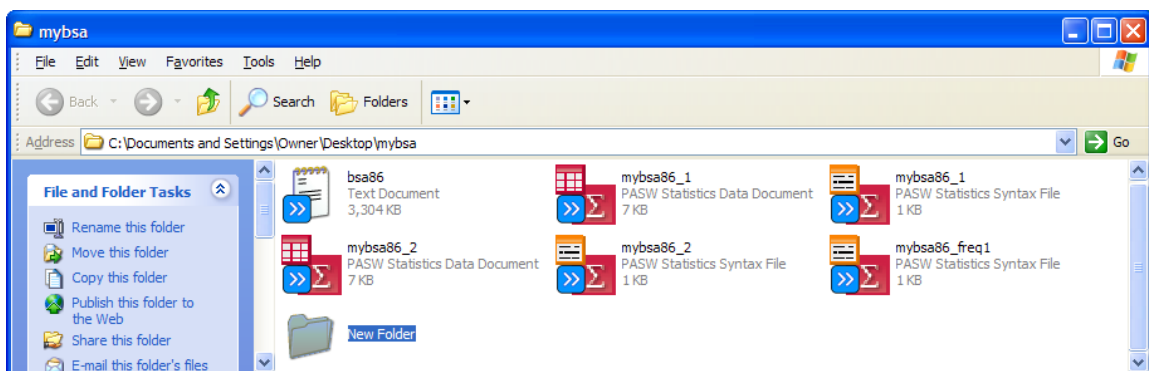 mybsa
File Edit View Favorites Tools Help
Back Search Folders
Address C:\Documents and Settings\Owner\Desktop\mybsa Go
File and Folder Tasks
Rename this folder
Move this folder
Copy this folder
Publish this folder to
the Web
Share this folder
E-mail this folder's files
bsa86
Text Document
3,304 KB
mybsa86_1
PASW Statistics Data Document
7 KB
mybsa86_1
PASW Statistics Syntax File
1 KB
mybsa86_2
PASW Statistics Data Document
7 KB
mybsa86_2
PASW Statistics Syntax File
1 KB
mybsa86_freq1
PASW Statistics Syntax File
1 KB
New Folder